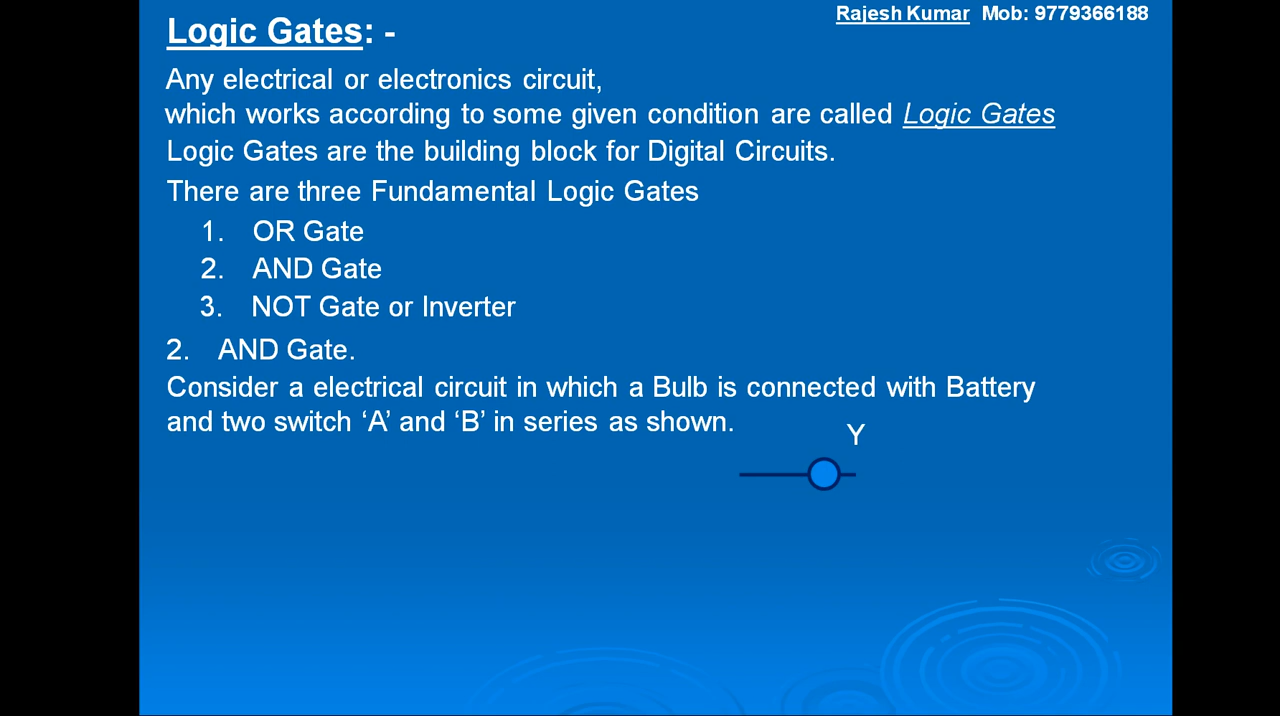 Rajesh Kumar Mob: 9779366188
Logic Gates: -
Any electrical or electronics circuit,
which works according to some given condition are called Logic Gates
Logic Gates are the building block for Digital Circuits.
There are three Fundamental Logic Gates
1. OR Gate
2. AND Gate
3. NOT Gate or Inverter
2. AND Gate.
Consider a electrical circuit in which a Bulb is connected with Battery
and two switch ‘A’ and ‘B’ in series as shown.
Y